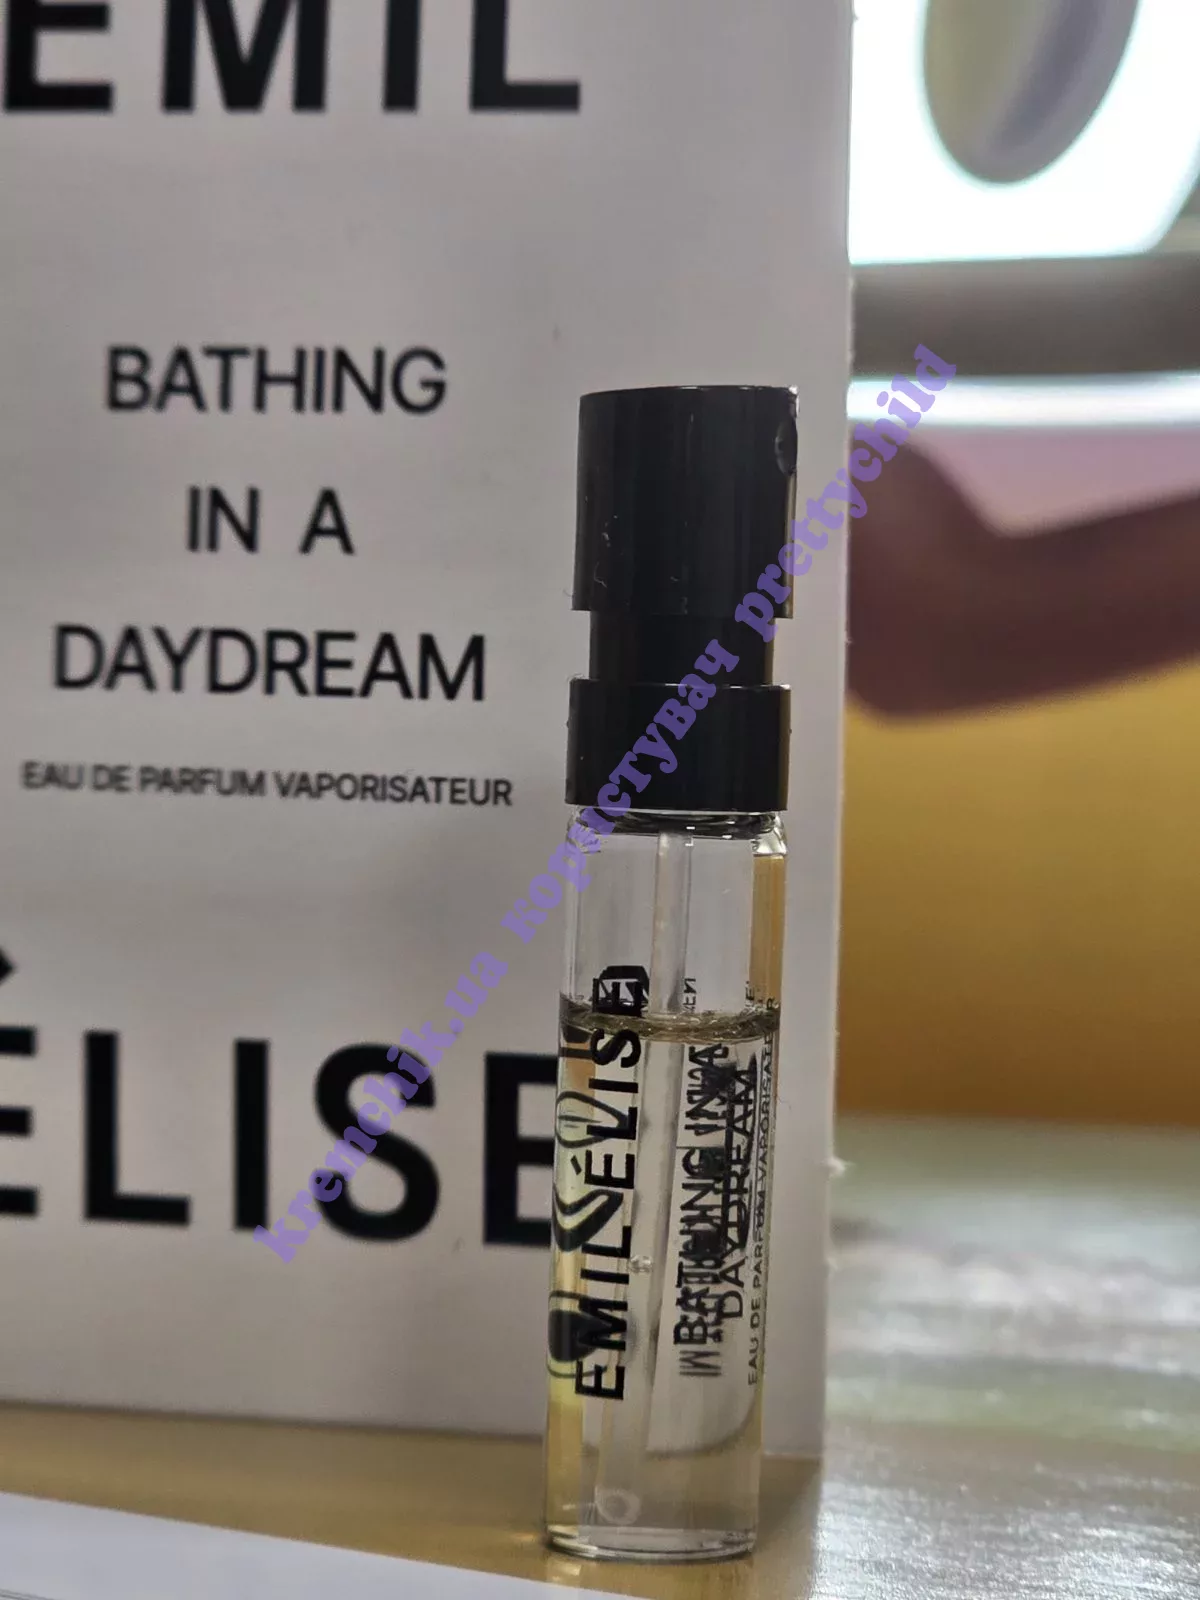 EMIL
BATHING
IN A
DAYDREAM
EAU DE PARFUM VAPORISATEUR
ÉLISE
EMIL ÉLISE
BATHING IN A
DAYDREAM
EAU DE PARFUM VAPORISATEUR
kremchik.ua користувач prettychild